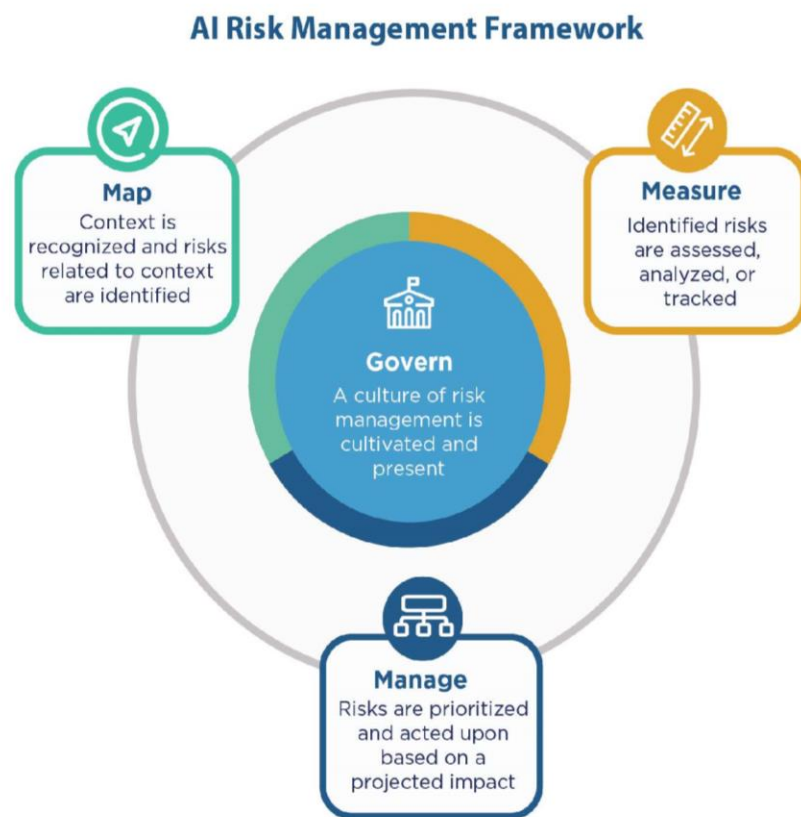 AI Risk Management Framework
Map
Context is
recognized and risks
related to context
are identified
Measure
Identified risks
are assessed,
analyzed, or
tracked
Govern
A culture of risk
management is
cultivated and
present
Manage
Risks are prioritized
and acted upon
based on a
projected impact